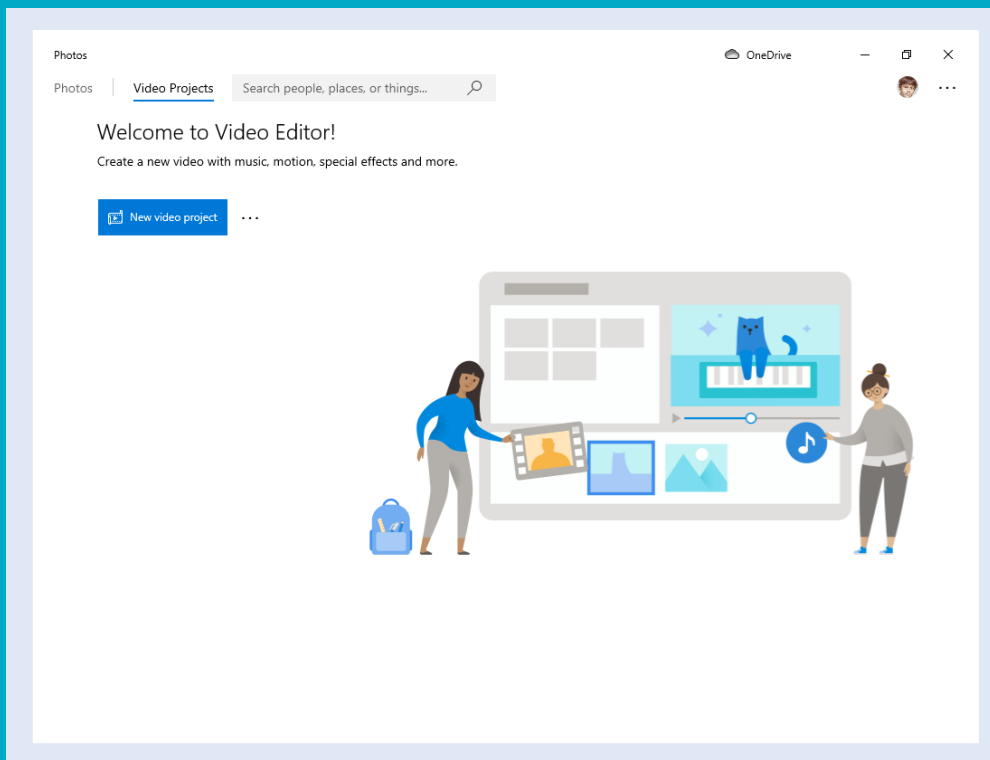 Photos
OneDrive
Photos
Video Projects
Search people, places, or things...
Welcome to Video Editor!
Create a new video with music, motion, special effects and more.
New video project